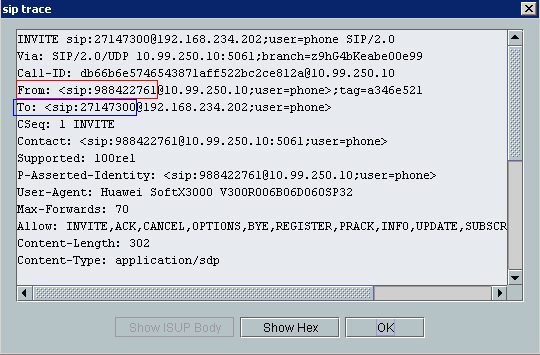 sip trace
INVITE sip:27147300@192.168.234.202;user=phone SIP/2.0
Via: SIP/2.0/UDP 10.99.250.10:5061;branch=z9hG4bKeabe00e99
Call-ID: db66b6e5746543871aff522bc2ce812a@10.99.250.10
From: <sip:988422761@10.99.250.10;user=phone>;tag=a346e521
To: <sip:27147300@192.168.234.202;user=phone>
CSeq: 1 INVITE
Contact: <sip:988422761@10.99.250.10:5061;user=phone>
Supported: 100rel
P-Asserted-Identity: <sip:988422761@10.99.250.10;user=phone>
User-Agent: Huawei SoftX3000 V300R006B06D060SP32
Max-Forwards: 70
Allow: INVITE,ACK,CANCEL,OPTIONS,BYE,REGISTER,PRACK,INFO,UPDATE,SUBSCR
Content-Length: 302
Content-Type: application/sdp
Show ISUP Body Show Hex OK